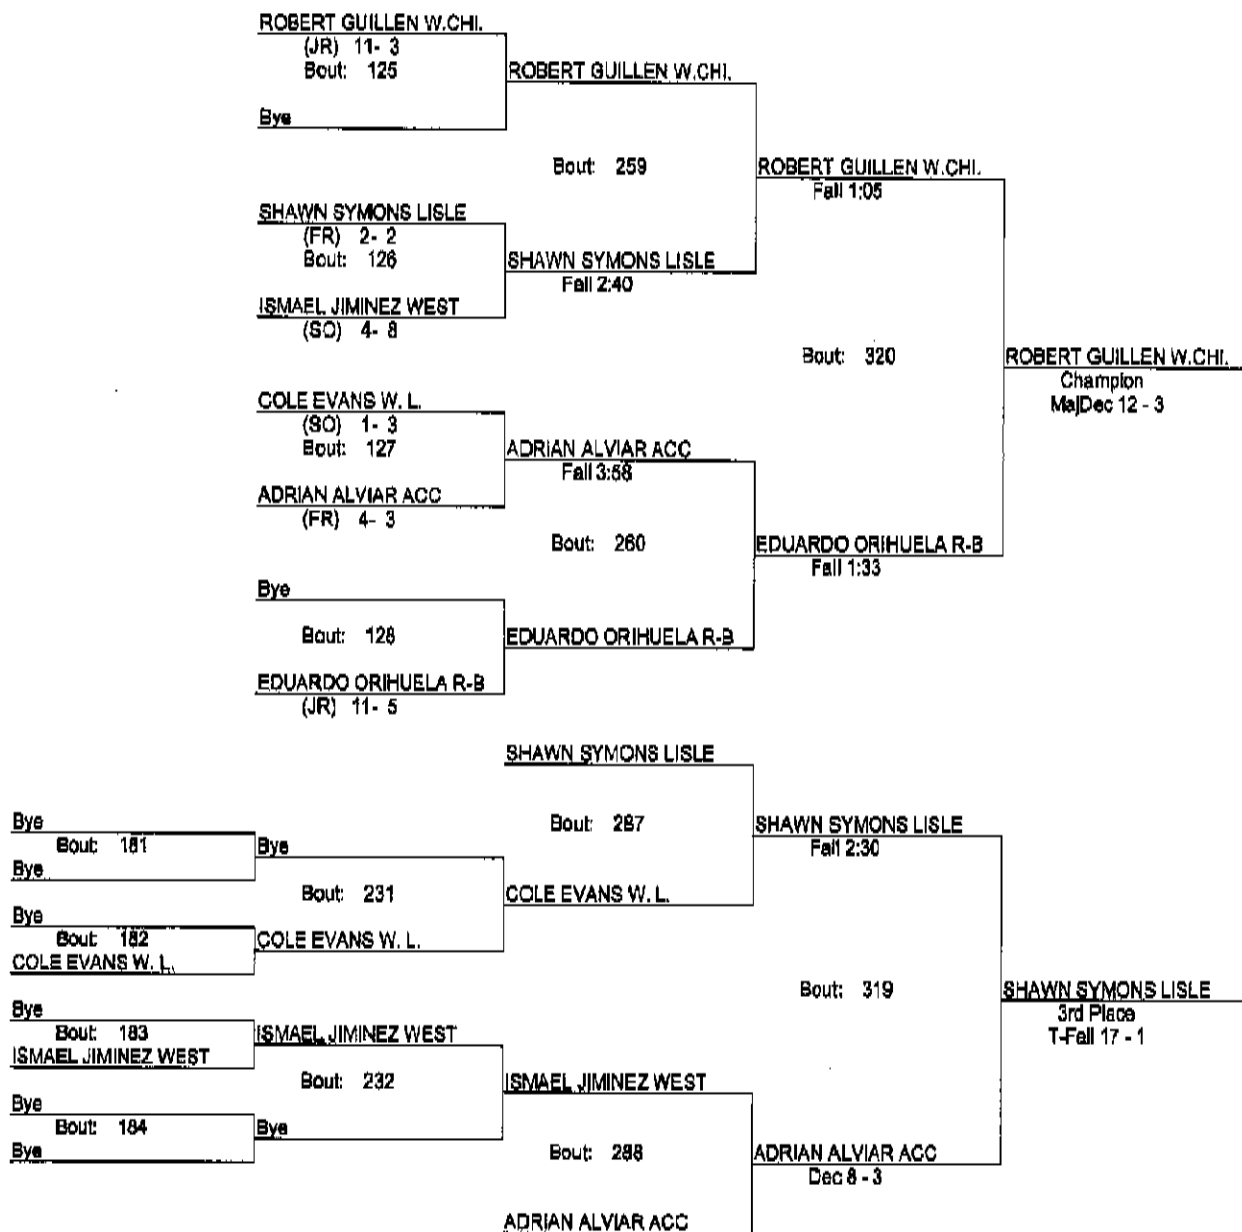 ROBERT GUILLEN W.CHI.
(JR) 11- 3
Bout: 125
ROBERT GUILLEN W.CHI.
Bye
Bout: 259
ROBERT GUILLEN W.CHI.
Fall 1:05
SHAWN SYMONS LISLE
(FR) 2- 2
Bout: 126
SHAWN SYMONS LISLE
Fall 2:40
ISMAEL JIMINEZ WEST
(SO) 4- 8
Bout: 320
ROBERT GUILLEN W.CHI.
Champion
MajDec 12 - 3
COLE EVANS W. L.
(SO) 1- 3
Bout: 127
ADRIAN ALVIAR ACC
Fall 3:58
ADRIAN ALVIAR ACC
(FR) 4- 3
Bout: 260
EDUARDO ORIHUELA R-B
Fall 1:33
Bye
Bout: 128
EDUARDO ORIHUELA R-B
EDUARDO ORIHUELA R-B
(JR) 11- 5
SHAWN SYMONS LISLE
Bout: 287
SHAWN SYMONS LISLE
Fall 2:30
Bye
Bout: 181
Bye
Bye
Bout: 231
COLE EVANS W. L.
Bye
Bout: 182
COLE EVANS W. L.
COLE EVANS W. L.
Bout: 319
SHAWN SYMONS LISLE
3rd Place
T-Fall 17 - 1
Bye
Bout: 183
ISMAEL JIMINEZ WEST
ISMAEL JIMINEZ WEST
Bout: 232
ISMAEL JIMINEZ WEST
Bye
Bout: 184
Bye
Bye
Bout: 288
ADRIAN ALVIAR ACC
Dec 8 - 3
ADRIAN ALVIAR ACC